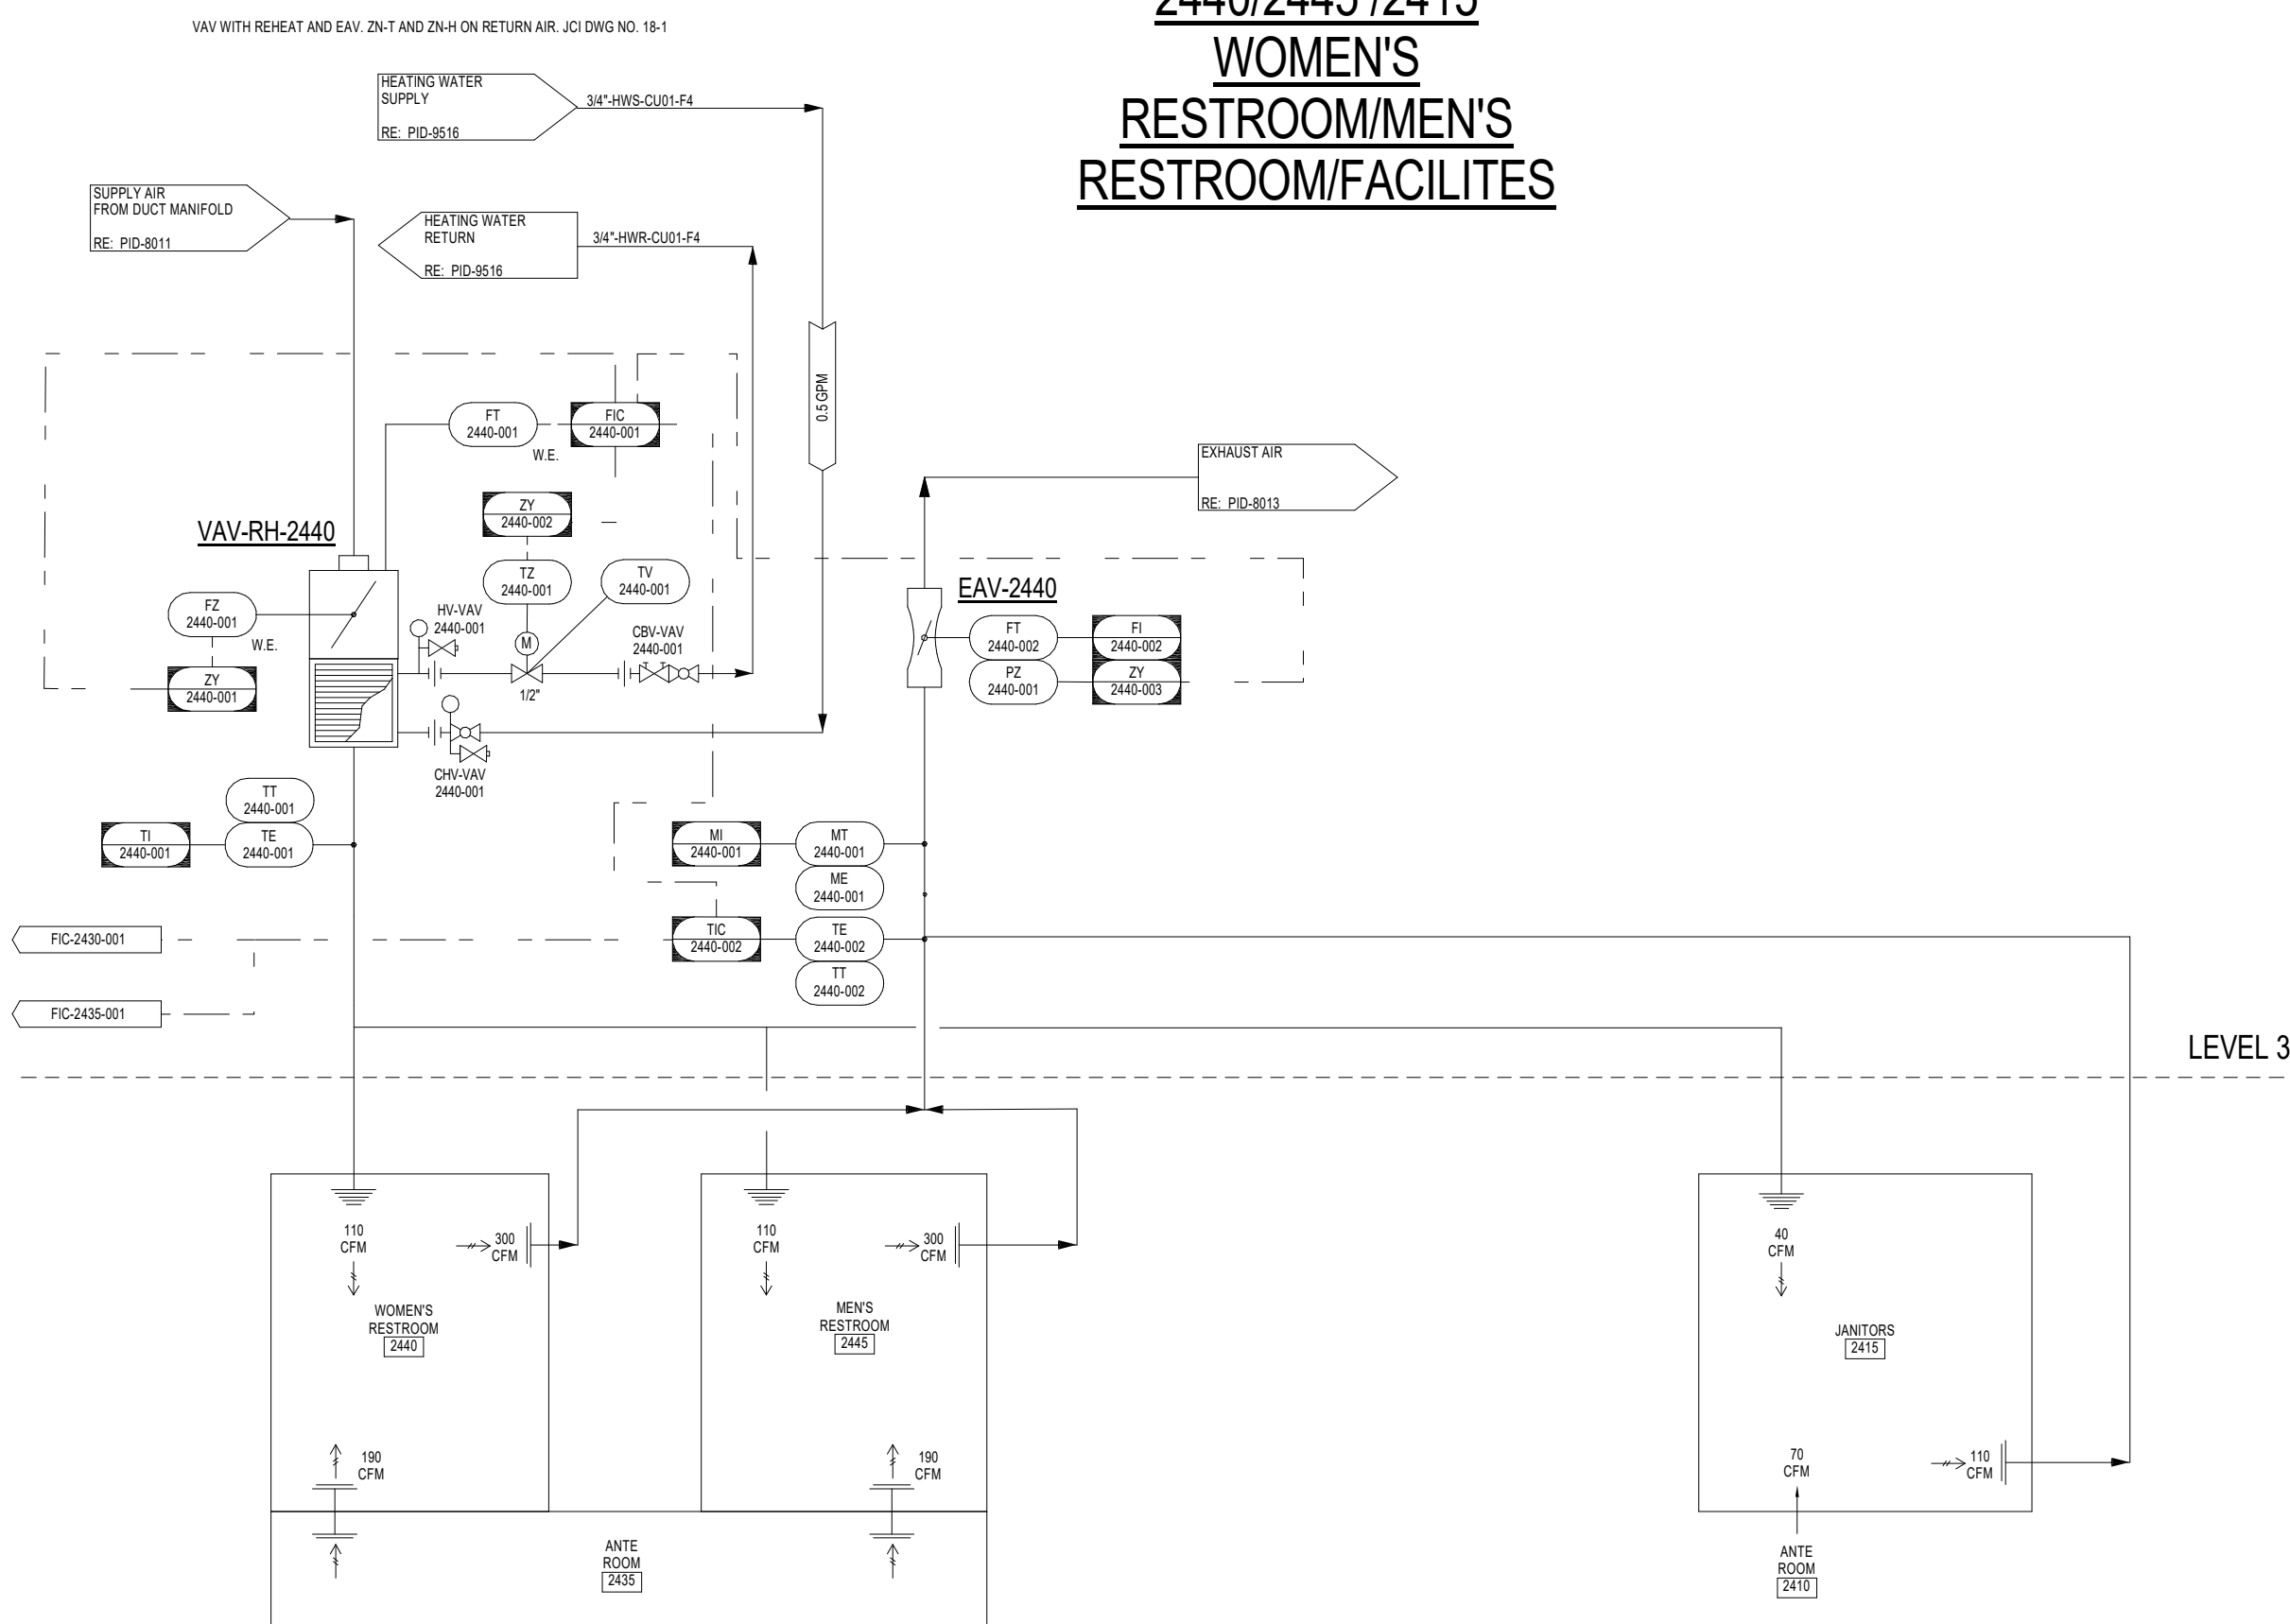 2440/2445 /2415
WOMEN'S
RESTROOM/MEN'S
RESTROOM/FACILITES
VAV WITH REHEAT AND EAV. ZN-T AND ZN-H ON RETURN AIR. JCI DWG NO. 18-1
HEATING WATER
SUPPLY
RE: PID-9516
3/4"-HWS-CU01-F4
SUPPLY AIR
FROM DUCT MANIFOLD
RE: PID-8011
HEATING WATER
RETURN
RE: PID-9516
3/4"-HWR-CU01-F4
0.5 GPM
FT
2440-001
W.E.
FIC
2440-001
EXHAUST AIR
RE: PID-8013
ZY
2440-002
VAV-RH-2440
TZ
2440-001
TV
2440-001
FZ
2440-001
W.E.
ZY
2440-001
HV-VAV
2440-001
M
1/2"
CBV-VAV
2440-001
CHV-VAV
2440-001
EAV-2440
FT
2440-002
FI
2440-002
PZ
2440-001
ZY
2440-003
TT
2440-001
TI
2440-001
TE
2440-001
MI
2440-001
MT
2440-001
ME
2440-001
TIC
2440-002
TE
2440-002
TT
2440-002
FIC-2430-001
FIC-2435-001
LEVEL 3
110
CFM
300
CFM
WOMEN'S
RESTROOM
2440
190
CFM
110
CFM
300
CFM
MEN'S
RESTROOM
2445
190
CFM
ANTE
ROOM
2435
40
CFM
JANITORS
2415
70
CFM
110
CFM
ANTE
ROOM
2410